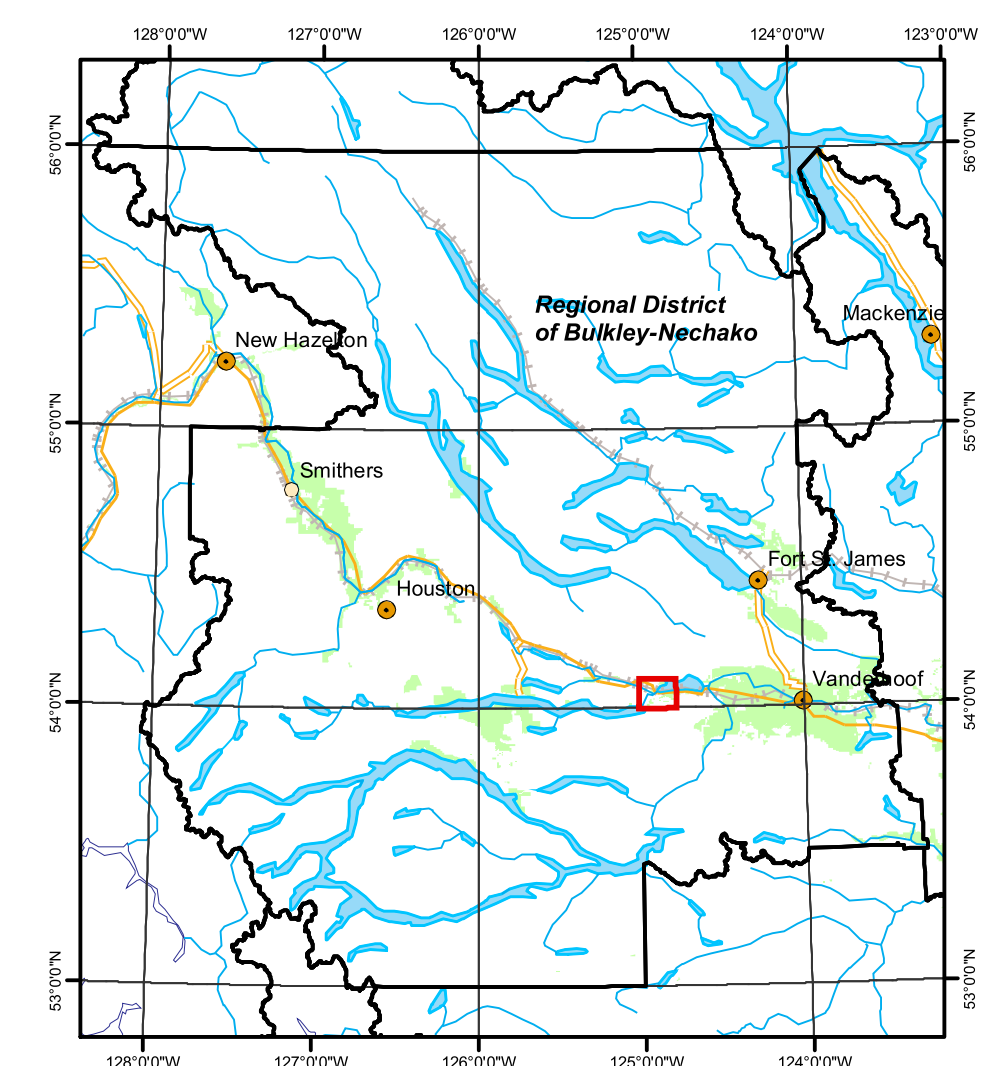 128°0'0"W 127°0'0"W 126°0'0"W 125°0'0"W 124°0'0"W 123°0'0"W
56°0'0"N 56°0'0"N
Regional District
of Bulkley-Nechako
Mackenzie
New Hazelton
55°0'0"N 55°0'0"N
Smithers
Fort St. James
Houston
Vanderhoof
54°0'0"N 54°0'0"N
53°0'0"N 53°0'0"N
128°0'0"W 127°0'0"W 126°0'0"W 125°0'0"W 124°0'0"W